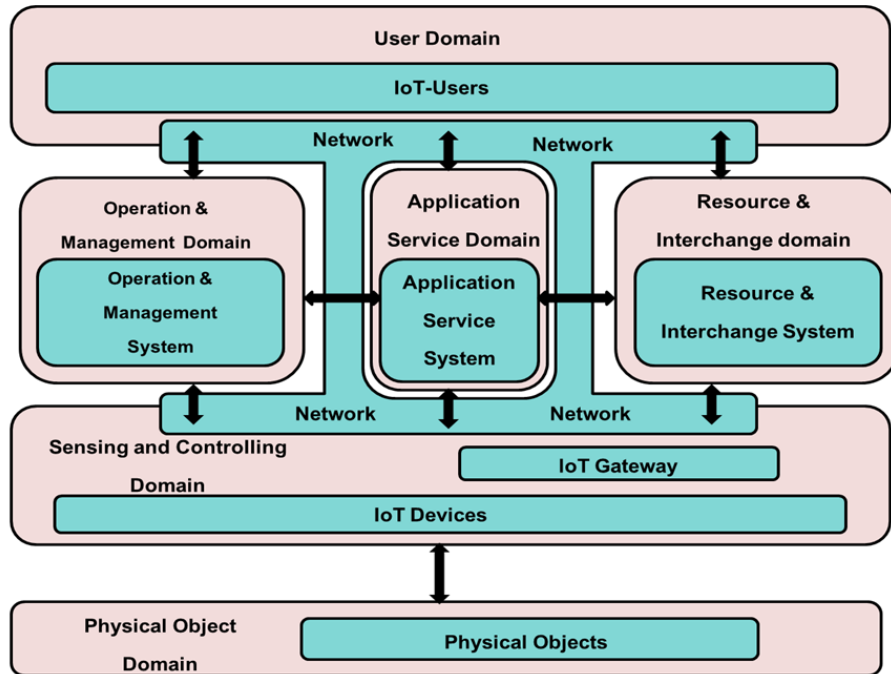 User Domain
IoT-Users
Network
Network
Operation &
Management Domain
Operation &
Management
System
Application
Service Domain
Application
Service
System
Resource &
Interchange domain
Resource &
Interchange System
Network
Network
Sensing and Controlling
Domain
IoT Gateway
IoT Devices
Physical Object
Domain
Physical Objects